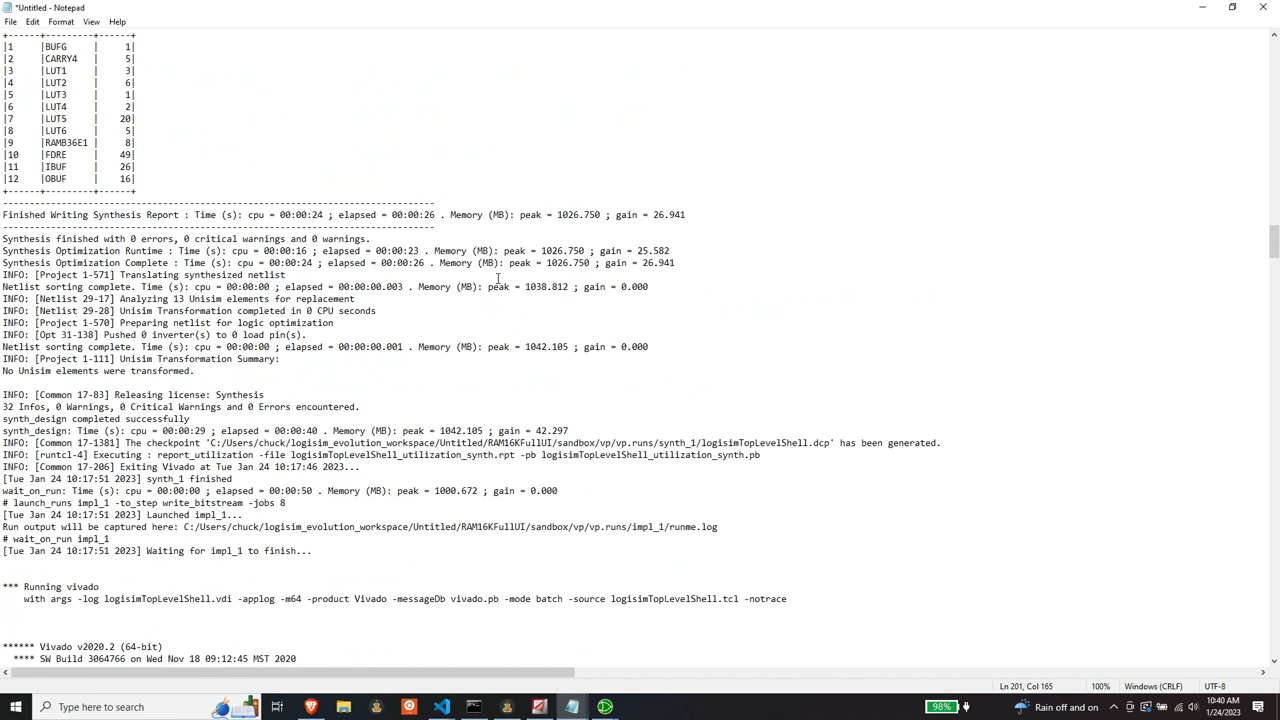 *Untitled - Notepad
File Edit Format View Help
+------+---------+------+
|1     |BUFG     |     1|
|2     |CARRY4   |     5|
|3     |LUT1     |     3|
|4     |LUT2     |     6|
|5     |LUT3     |     1|
|6     |LUT4     |     2|
|7     |LUT5     |    20|
|8     |LUT6     |     5|
|9     |RAMB36E1 |     8|
|10    |FDRE     |    49|
|11    |IBUF     |    26|
|12    |OBUF     |    16|
+------+---------+------+
---------------------------------------------------------------------------------
Finished Writing Synthesis Report : Time (s): cpu = 00:00:24 ; elapsed = 00:00:26 . Memory (MB): peak = 1026.750 ; gain = 26.941
---------------------------------------------------------------------------------
Synthesis finished with 0 errors, 0 critical warnings and 0 warnings.
Synthesis Optimization Runtime : Time (s): cpu = 00:00:16 ; elapsed = 00:00:23 . Memory (MB): peak = 1026.750 ; gain = 25.582
Synthesis Optimization Complete : Time (s): cpu = 00:00:24 ; elapsed = 00:00:26 . Memory (MB): peak = 1026.750 ; gain = 26.941
INFO: [Project 1-571] Translating synthesized netlist
Netlist sorting complete. Time (s): cpu = 00:00:00 ; elapsed = 00:00:00.003 . Memory (MB): peak = 1038.812 ; gain = 0.000
INFO: [Netlist 29-17] Analyzing 13 Unisim elements for replacement
INFO: [Netlist 29-28] Unisim Transformation completed in 0 CPU seconds
INFO: [Project 1-570] Preparing netlist for logic optimization
INFO: [Opt 31-138] Pushed 0 inverter(s) to 0 load pin(s).
Netlist sorting complete. Time (s): cpu = 00:00:00 ; elapsed = 00:00:00.001 . Memory (MB): peak = 1042.105 ; gain = 0.000
INFO: [Project 1-111] Unisim Transformation Summary:
No Unisim elements were transformed.
INFO: [Common 17-83] Releasing license: Synthesis
32 Infos, 0 Warnings, 0 Critical Warnings and 0 Errors encountered.
synth_design completed successfully
synth_design: Time (s): cpu = 00:00:29 ; elapsed = 00:00:40 . Memory (MB): peak = 1042.105 ; gain = 42.297
INFO: [Common 17-1381] The checkpoint 'C:/Users/chuck/logisim_evolution_workspace/Untitled/RAM16KFullUI/sandbox/vp/vp.runs/synth_1/logisimTopLevelShell.dcp' has been generated.
INFO: [runtcl-4] Executing : report_utilization -file logisimTopLevelShell_utilization_synth.rpt -pb logisimTopLevelShell_utilization_synth.pb
INFO: [Common 17-206] Exiting Vivado at Tue Jan 24 10:17:46 2023...
[Tue Jan 24 10:17:51 2023] synth_1 finished
wait_on_run: Time (s): cpu = 00:00:00 ; elapsed = 00:00:50 . Memory (MB): peak = 1000.672 ; gain = 0.000
# launch_runs impl_1 -to_step write_bitstream -jobs 8
[Tue Jan 24 10:17:51 2023] Launched impl_1...
Run output will be captured here: C:/Users/chuck/logisim_evolution_workspace/Untitled/RAM16KFullUI/sandbox/vp/vp.runs/impl_1/runme.log
# wait_on_run impl_1
[Tue Jan 24 10:17:51 2023] Waiting for impl_1 to finish...
*** Running vivado
    with args -log logisimTopLevelShell.vdi -applog -m64 -product Vivado -messageDb vivado.pb -mode batch -source logisimTopLevelShell.tcl -notrace
****** Vivado v2020.2 (64-bit)
  **** SW Build 3064766 on Wed Nov 18 09:12:45 MST 2020
Ln 201, Col 165 100% Windows (CRLF) UTF-8
Type here to search
98%
Rain off and on
10:40 AM
1/24/2023